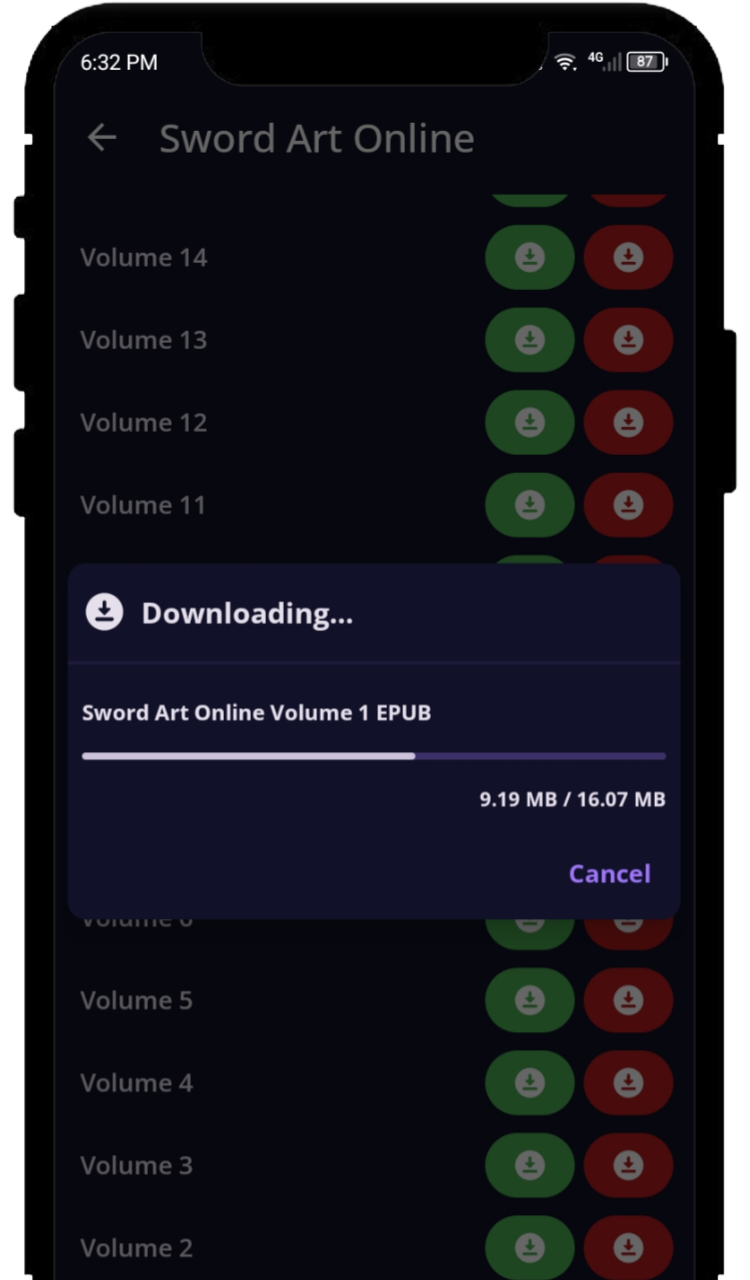 6:32 PM
4G
87
Sword Art Online
Volume 14
Volume 13
Volume 12
Volume 11
Downloading...
Sword Art Online Volume 1 EPUB
9.19 MB / 16.07 MB
Cancel
Volume 6
Volume 5
Volume 4
Volume 3
Volume 2